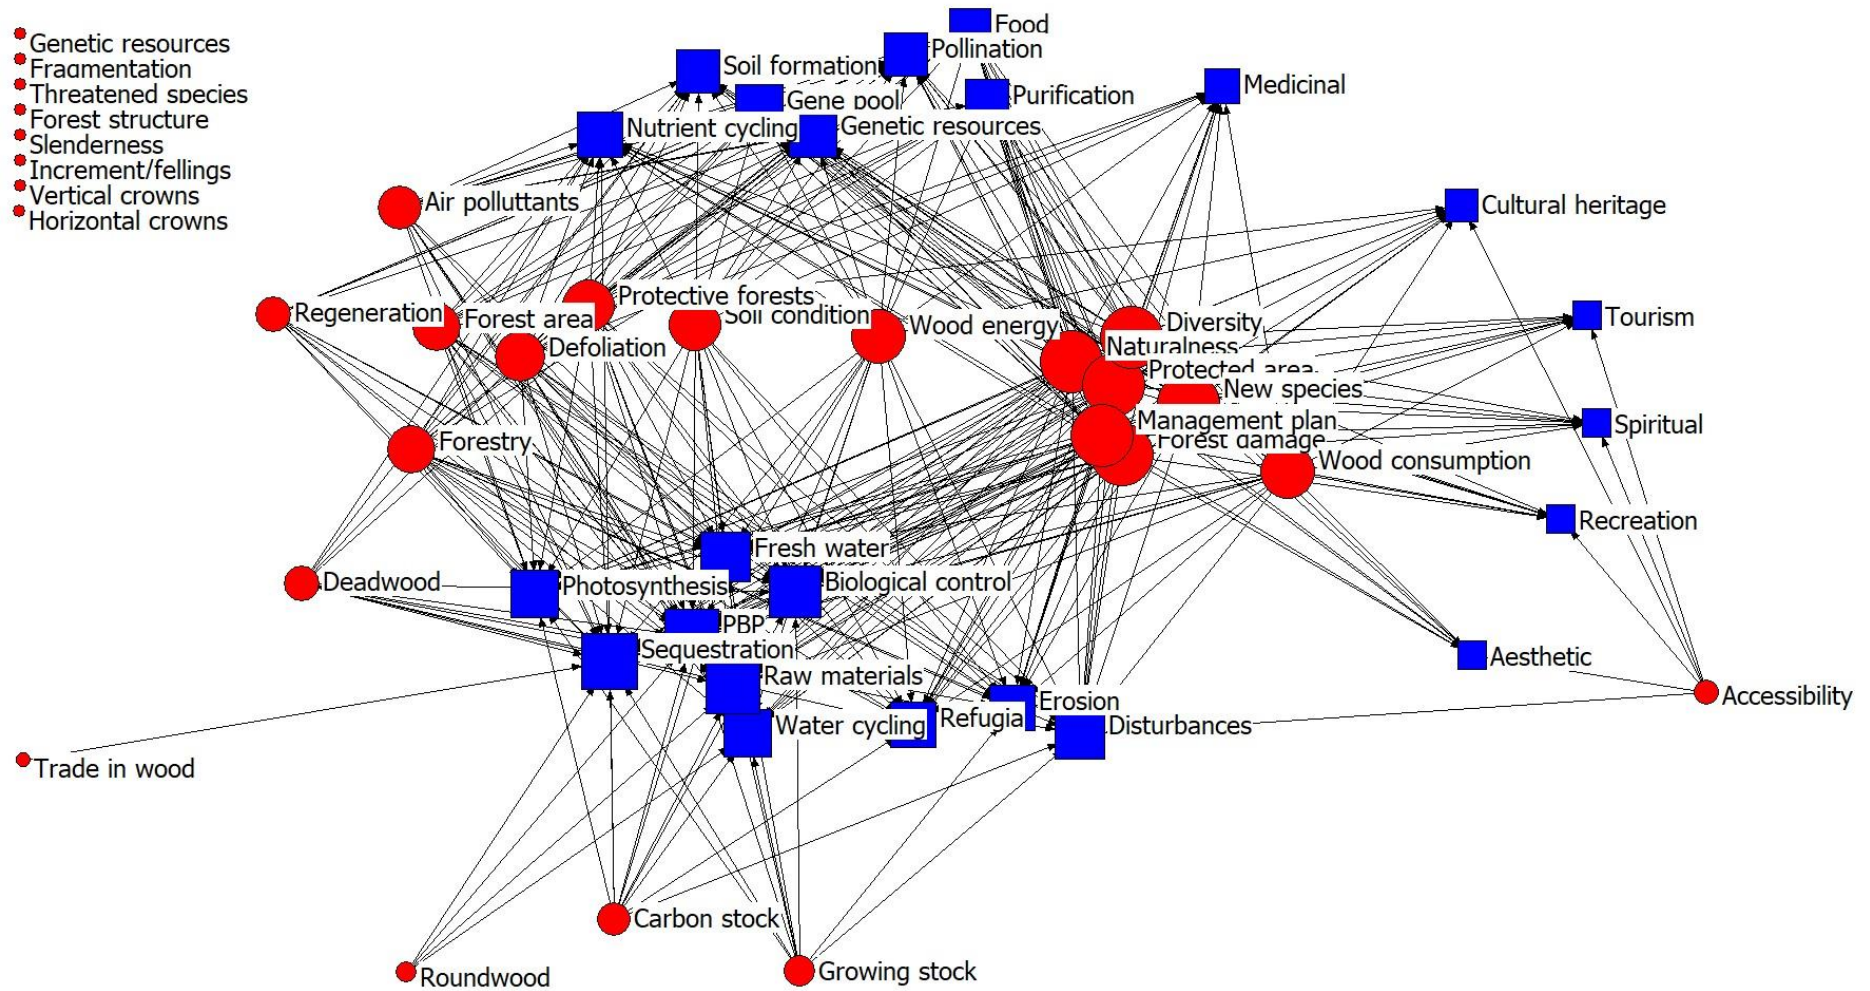 Genetic resources
Fragmentation
Threatened species
Forest structure
Slenderness
Increment/fellings
Vertical crowns
Horizontal crowns
Food
Pollination
Soil formation
Medicinal
Purification
Gene pool
Nutrient cycling
Genetic resources
Air polluttants
Cultural heritage
Protective forests
Regeneration
Forest area
Soil condition
Wood energy
Diversity
Tourism
Defoliation
Naturalness
Protected area
New species
Management plan
Spiritual
Forestry
Forest damage
Wood consumption
Recreation
Fresh water
Deadwood
Photosynthesis
Biological control
PBP
Sequestration
Aesthetic
Raw materials
Accessibility
Erosion
Refugia
Water cycling
Disturbances
Trade in wood
Carbon stock
Roundwood
Growing stock